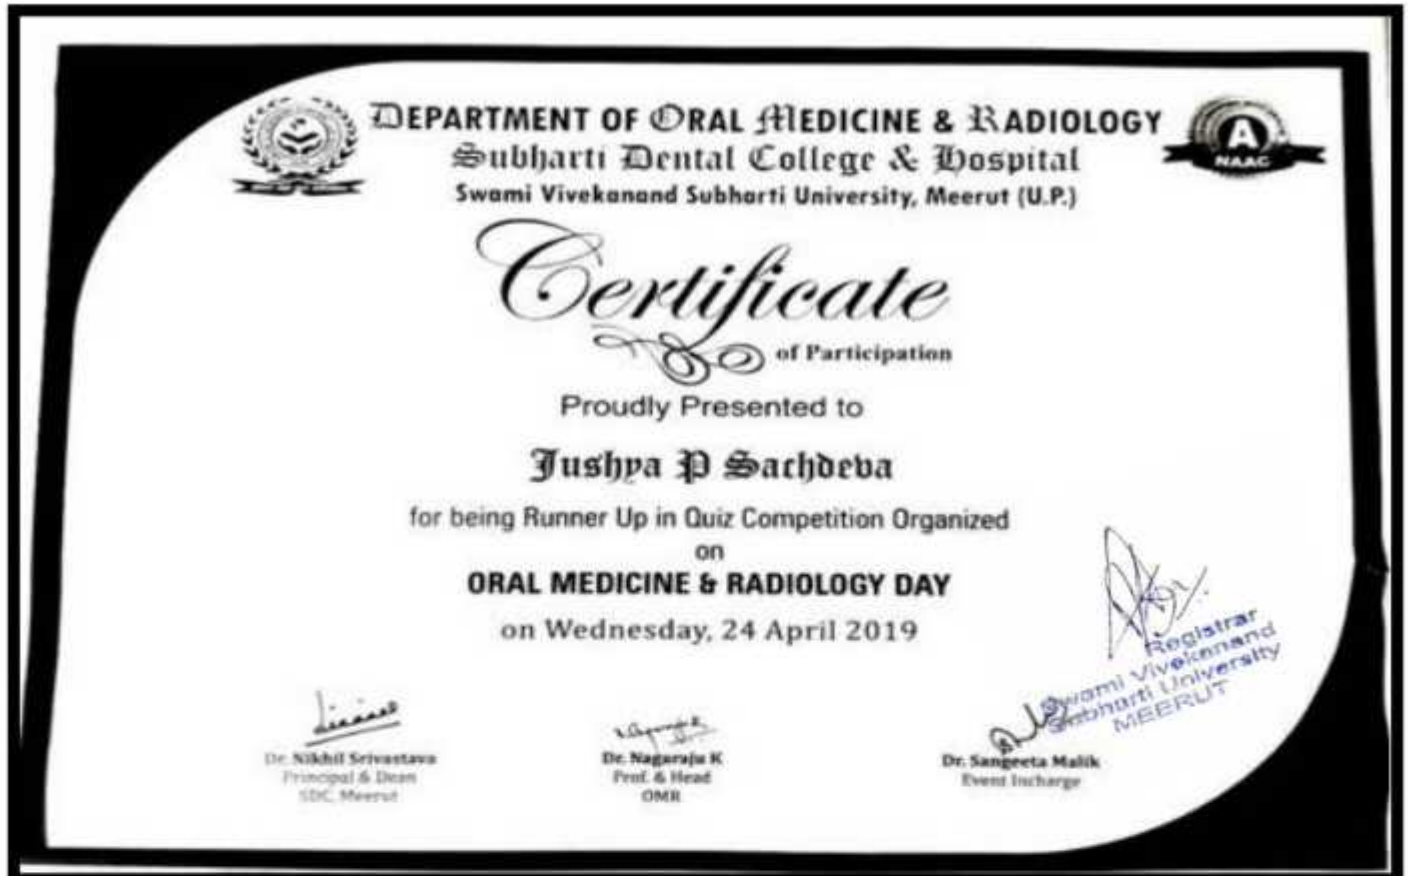 DEPARTMENT OF ORAL MEDICINE & RADIOLOGY
Subharti Dental College & Hospital
Swami Vivekanand Subharti University, Meerut (U.P.)
A
NAAC
Certificate
of Participation
Proudly Presented to
Jushya P Sachdeva
for being Runner Up in Quiz Competition Organized
on
ORAL MEDICINE & RADIOLOGY DAY
on Wednesday, 24 April 2019
Registrar
Swami Vivekanand
Subharti University
MEERUT
Dr. Nikhil Srivastava
Principal & Dean
SDC, Meerut
Dr. Nagaraju K
Prof. & Head
OMR
Dr. Sangeeta Malik
Event Incharge